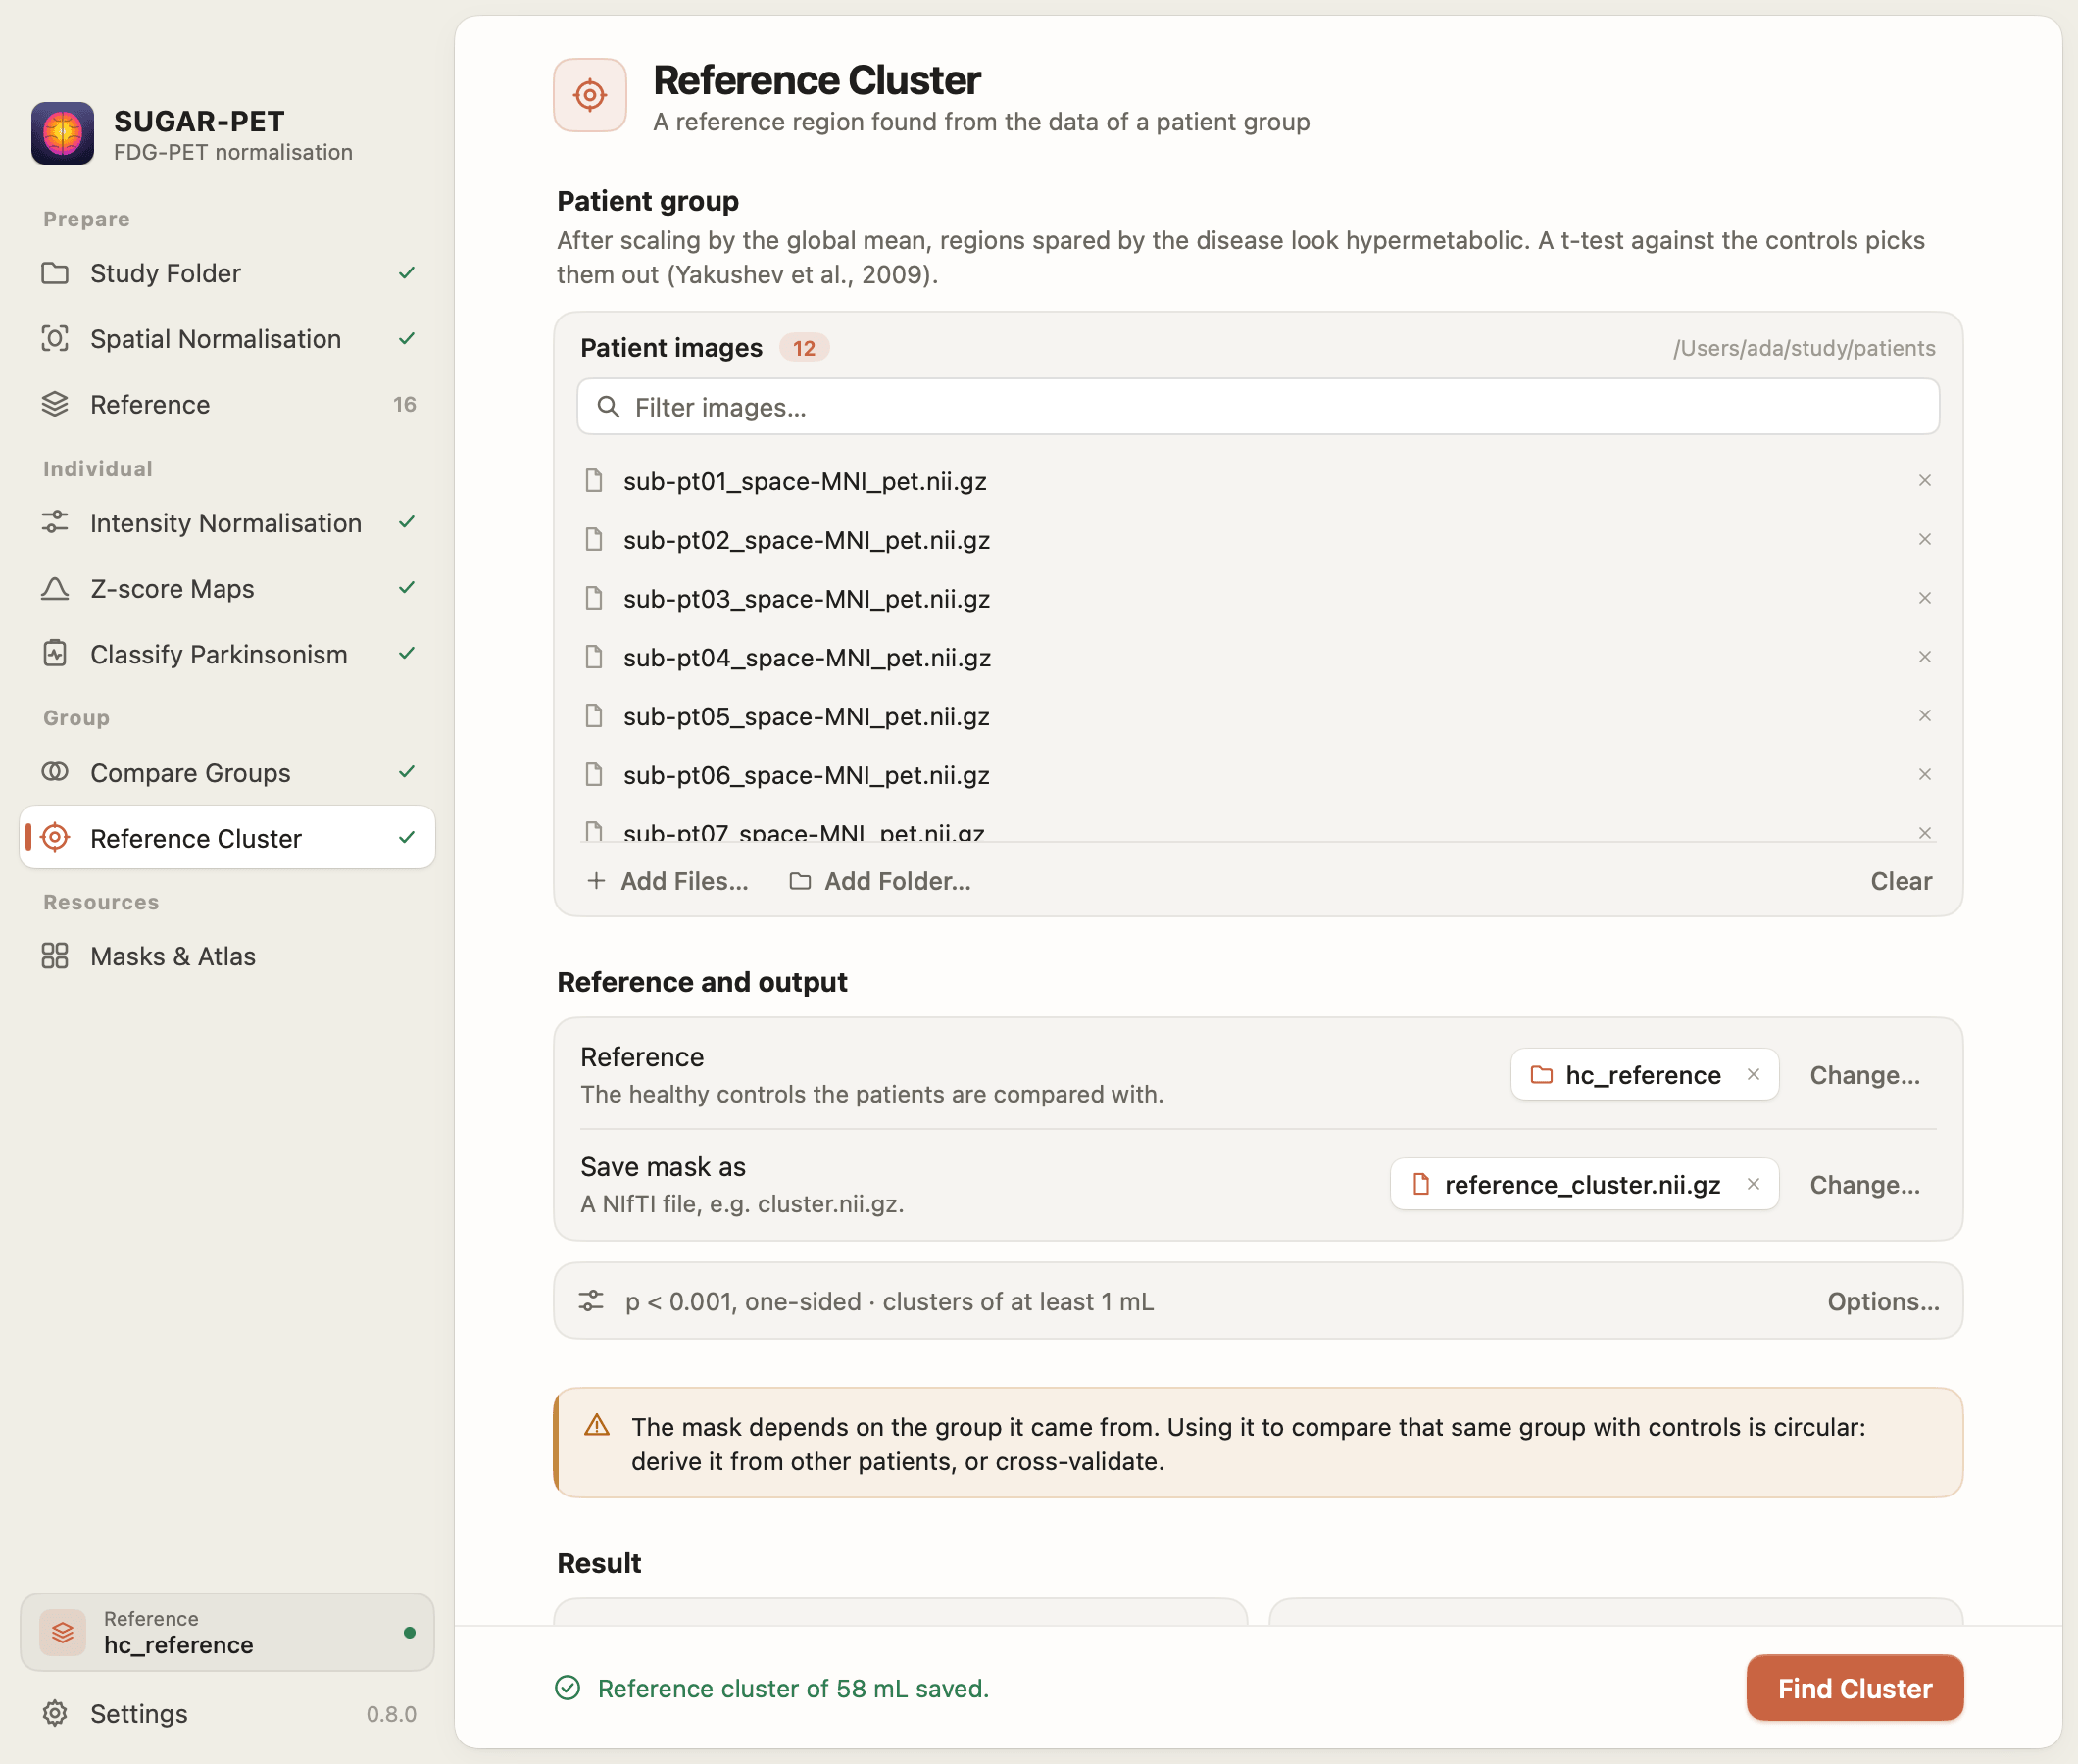 SUGAR-PET
FDG-PET normalisation
Prepare
Study Folder
Spatial Normalisation
Reference 16
Individual
Intensity Normalisation
Z-score Maps
Classify Parkinsonism
Group
Compare Groups
Reference Cluster
Resources
Masks & Atlas
Reference
hc_reference
Settings 0.8.0
Reference Cluster
A reference region found from the data of a patient group
Patient group
After scaling by the global mean, regions spared by the disease look hypermetabolic. A t-test against the controls picks
them out (Yakushev et al., 2009).
Patient images 12 /Users/ada/study/patients
Filter images...
sub-pt01_space-MNI_pet.nii.gz
sub-pt02_space-MNI_pet.nii.gz
sub-pt03_space-MNI_pet.nii.gz
sub-pt04_space-MNI_pet.nii.gz
sub-pt05_space-MNI_pet.nii.gz
sub-pt06_space-MNI_pet.nii.gz
sub-pt07_space-MNI_pet.nii.gz
Add Files... Add Folder... Clear
Reference and output
Reference
The healthy controls the patients are compared with.
hc_reference Change...
Save mask as
A NIfTI file, e.g. cluster.nii.gz.
reference_cluster.nii.gz Change...
p < 0.001, one-sided · clusters of at least 1 mL Options...
The mask depends on the group it came from. Using it to compare that same group with controls is circular:
derive it from other patients, or cross-validate.
Result
Reference cluster of 58 mL saved.
Find Cluster